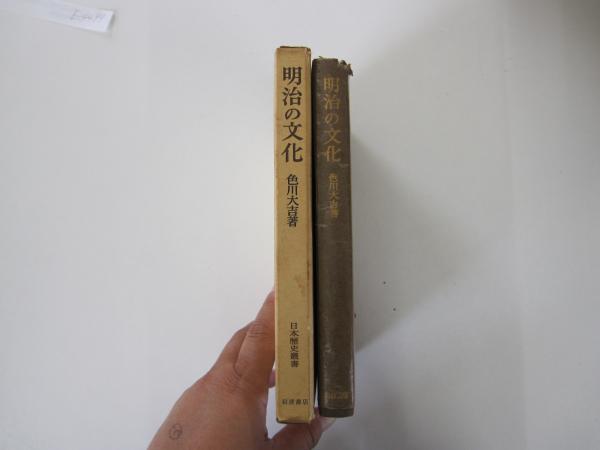 明治の文化
色川大吉著
日本歴史叢書
岩波書店
明治の文化
色川大吉著